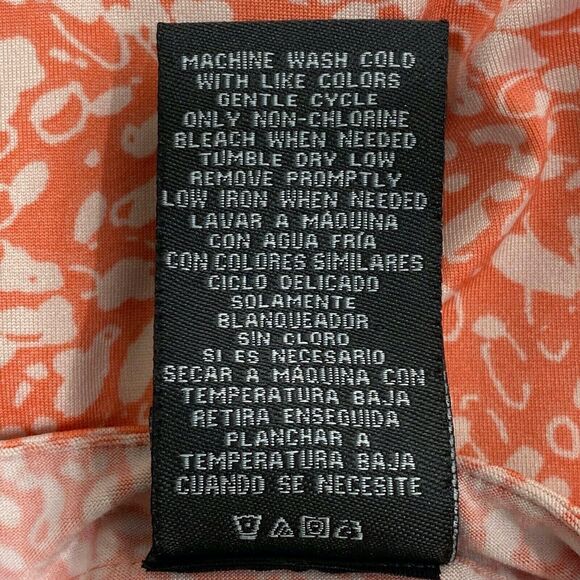 MACHINE WASH COLD
WITH LIKE COLORS
GENTLE CYCLE
ONLY NON-CHLORINE
BLEACH WHEN NEEDED
TUMBLE DRY LOW
REMOVE PROMPTLY
LOW IRON WHEN NEEDED
LAVAR A MÁQUINA
CON AGUA FRÍA
CON COLORES SIMILARES
CICLO DELICADO
SOLAMENTE
BLANQUEADOR
SIN CLORO
SI ES NECESARIO
SECAR A MÁQUINA CON
TEMPERATURA BAJA
RETIRA ENSEGUIDA
PLANCHAR A
TEMPERATURA BAJA
CUANDO SE NECESITE